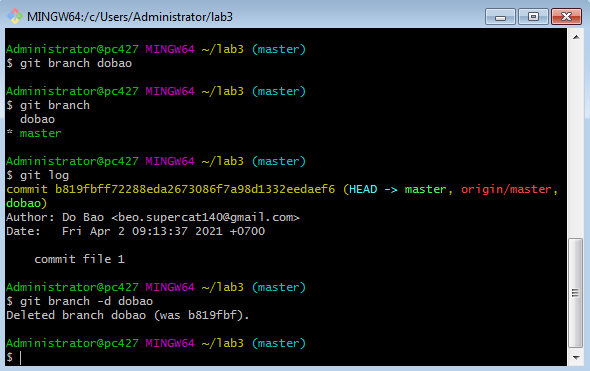 MINGW64:/c/Users/Administrator/lab3
Administrator@pc427 MINGW64 ~/lab3 (master)
$ git branch dobao
Administrator@pc427 MINGW64 ~/lab3 (master)
$ git branch
  dobao
* master
Administrator@pc427 MINGW64 ~/lab3 (master)
$ git log
commit b819fbff72288eda2673086f7a98d1332eedaef6 (HEAD -> master, origin/master,
dobao)
Author: Do Bao <beo.supercat140@gmail.com>
Date:   Fri Apr 2 09:13:37 2021 +0700
    commit file 1
Administrator@pc427 MINGW64 ~/lab3 (master)
$ git branch -d dobao
Deleted branch dobao (was b819fbf).
Administrator@pc427 MINGW64 ~/lab3 (master)
$